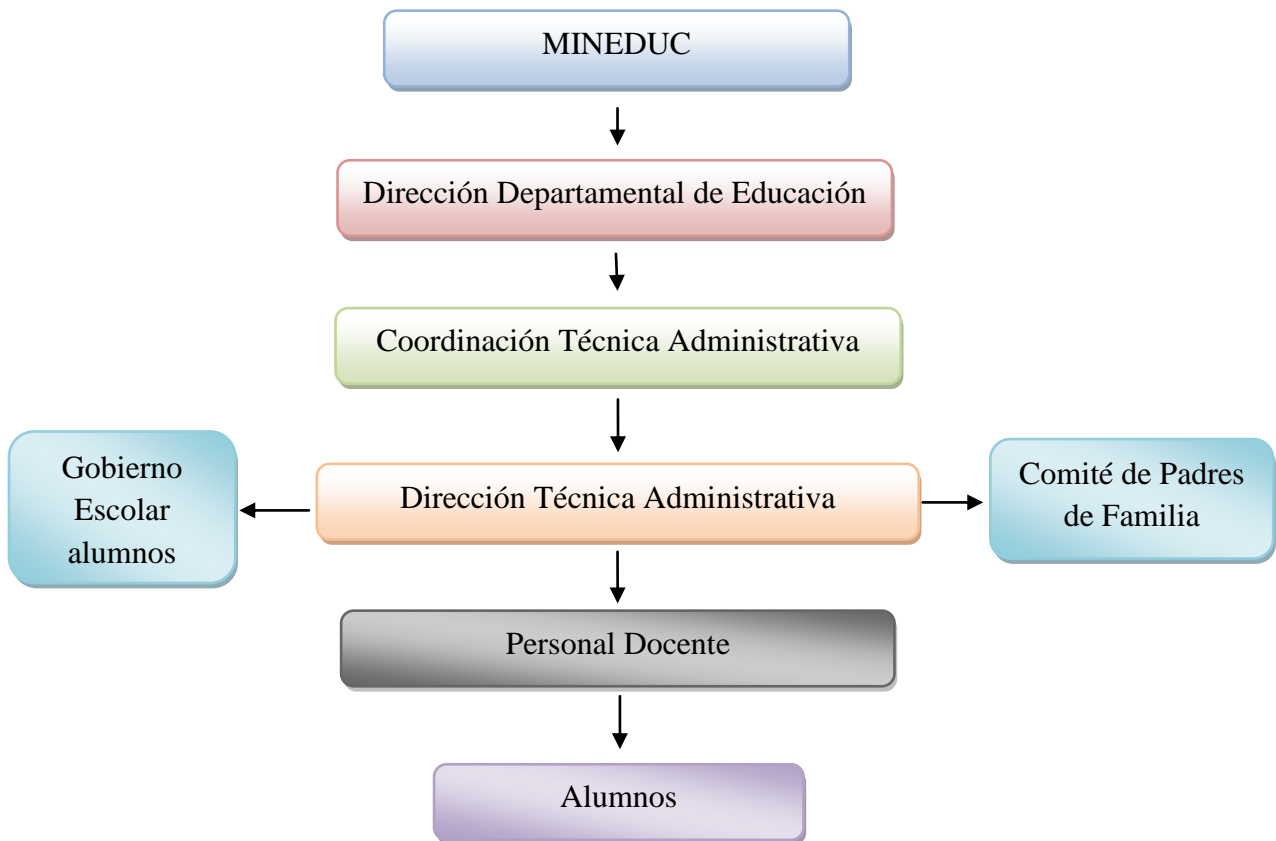 MINEDUC
Dirección Departamental de Educación
Coordinación Técnica Administrativa
Gobierno
Escolar
alumnos
Dirección Técnica Administrativa
Comité de Padres
de Familia
Personal Docente
Alumnos